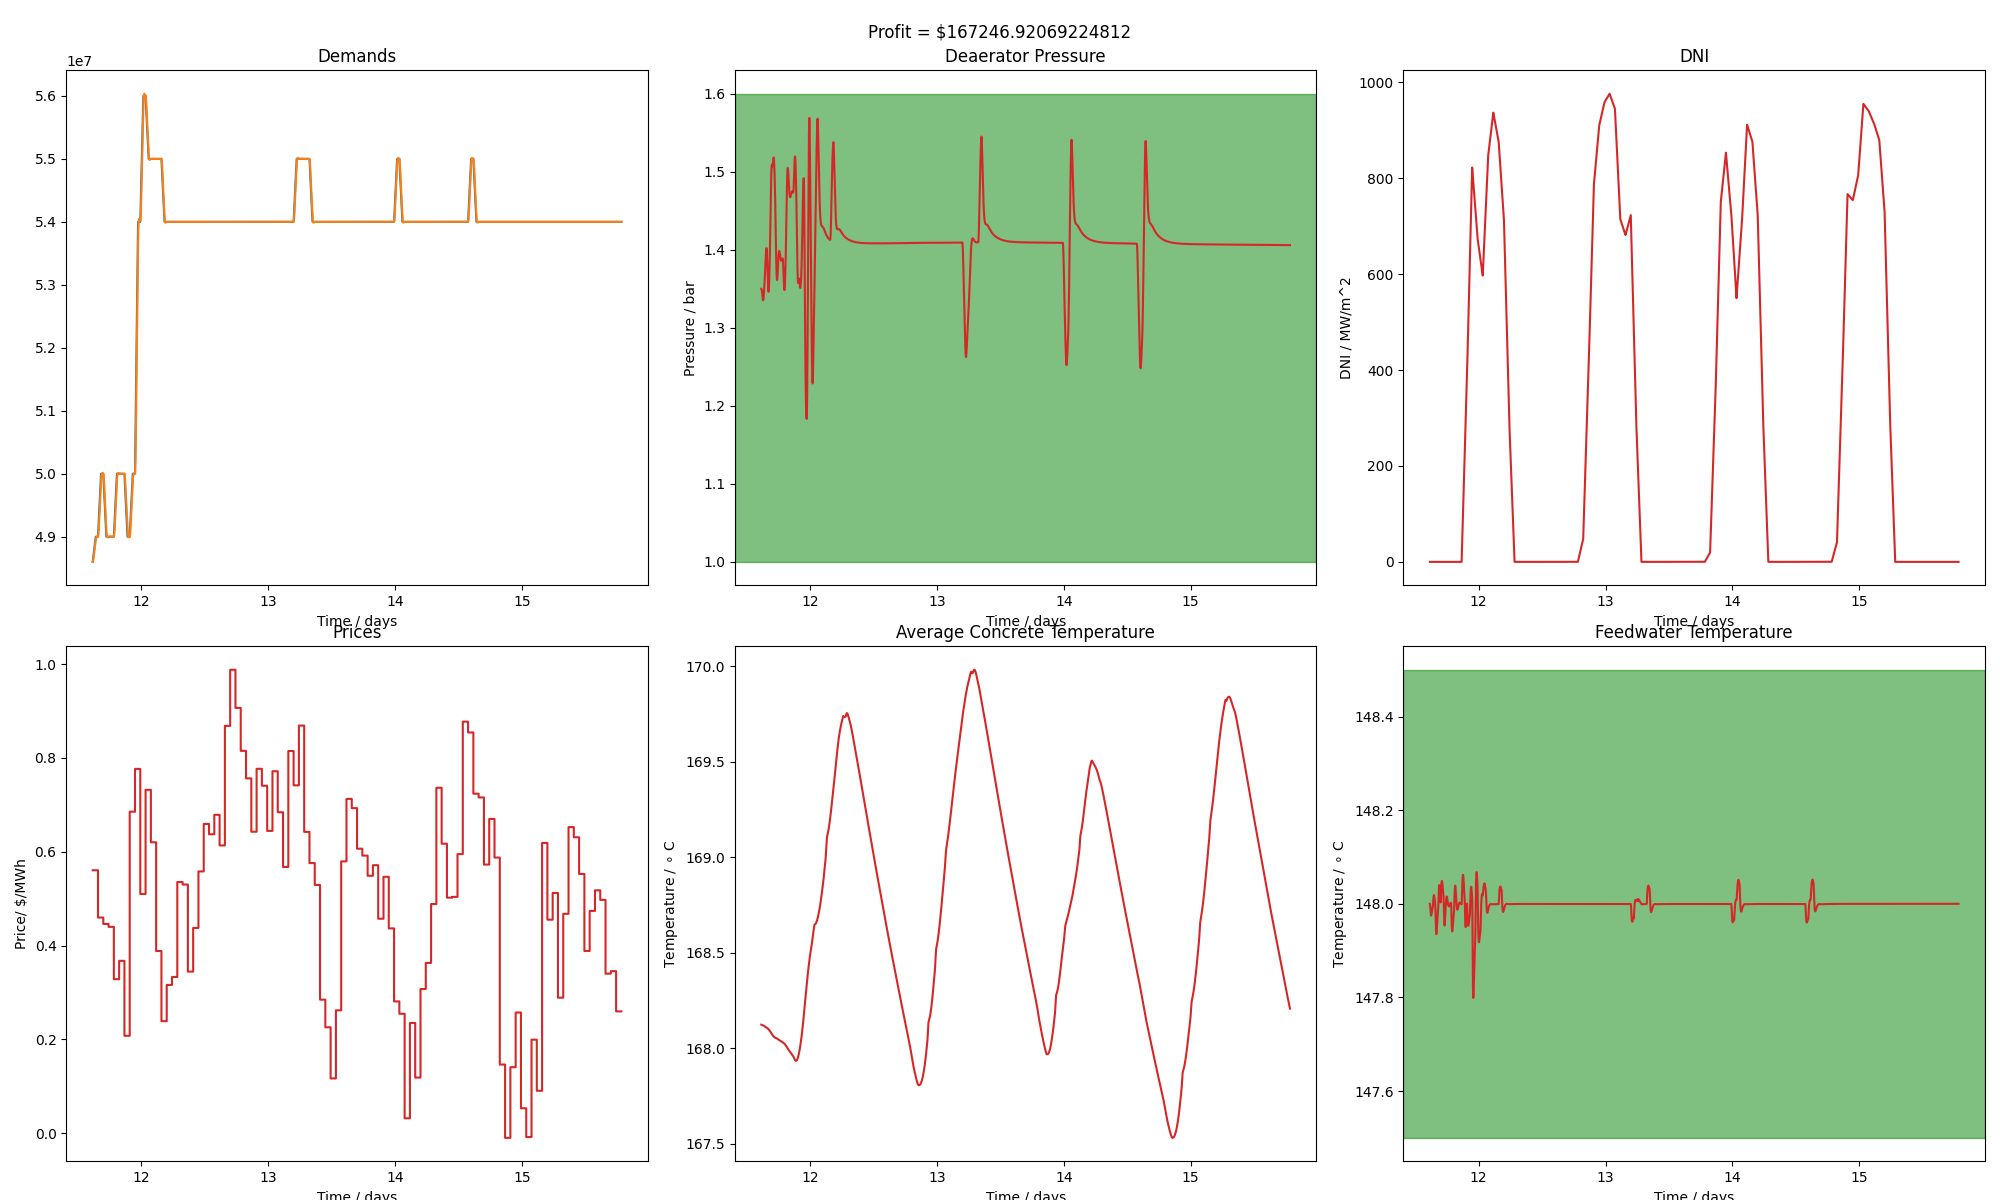 Profit = $167246.92069224812
Demands
1e7
5.6
5.5
5.4
5.3
5.2
5.1
5.0
4.9
12 13 14 15
Time / days
Deaerator Pressure
Pressure / bar
1.6
1.5
1.4
1.3
1.2
1.1
1.0
12 13 14 15
Time / days
DNI
DNI / MW/m^2
1000
800
600
400
200
0
12 13 14 15
Time / days
Prices
Price/ $/MWh
1.0
0.8
0.6
0.4
0.2
0.0
12 13 14 15
Time / days
Average Concrete Temperature
Temperature / ∘ C
170.0
169.5
169.0
168.5
168.0
167.5
12 13 14 15
Time / days
Feedwater Temperature
Temperature / ∘ C
148.4
148.2
148.0
147.8
147.6
12 13 14 15
Time / days